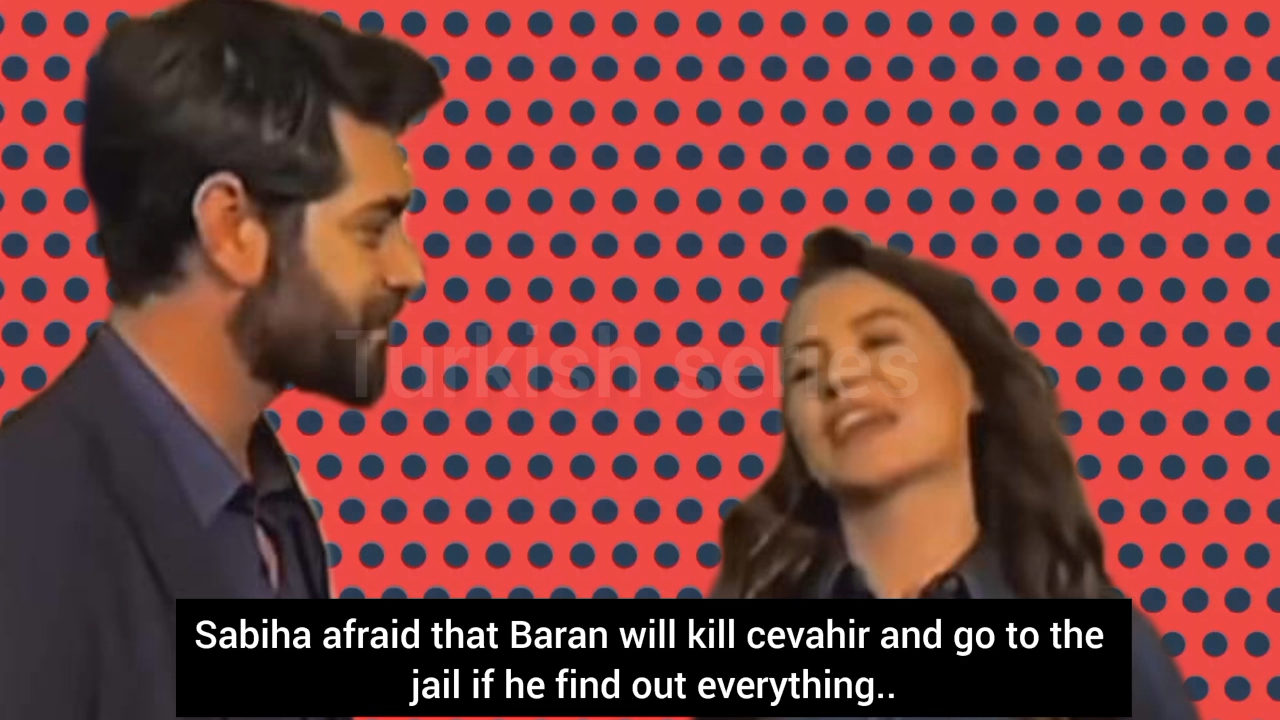 Turkish series
Sabiha afraid that Baran will kill cevahir and go to the
jail if he find out everything..